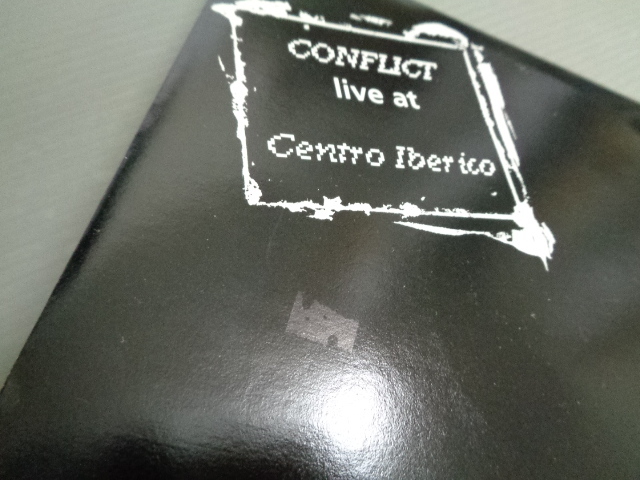 CONFLICT
live at
Centro Iberico